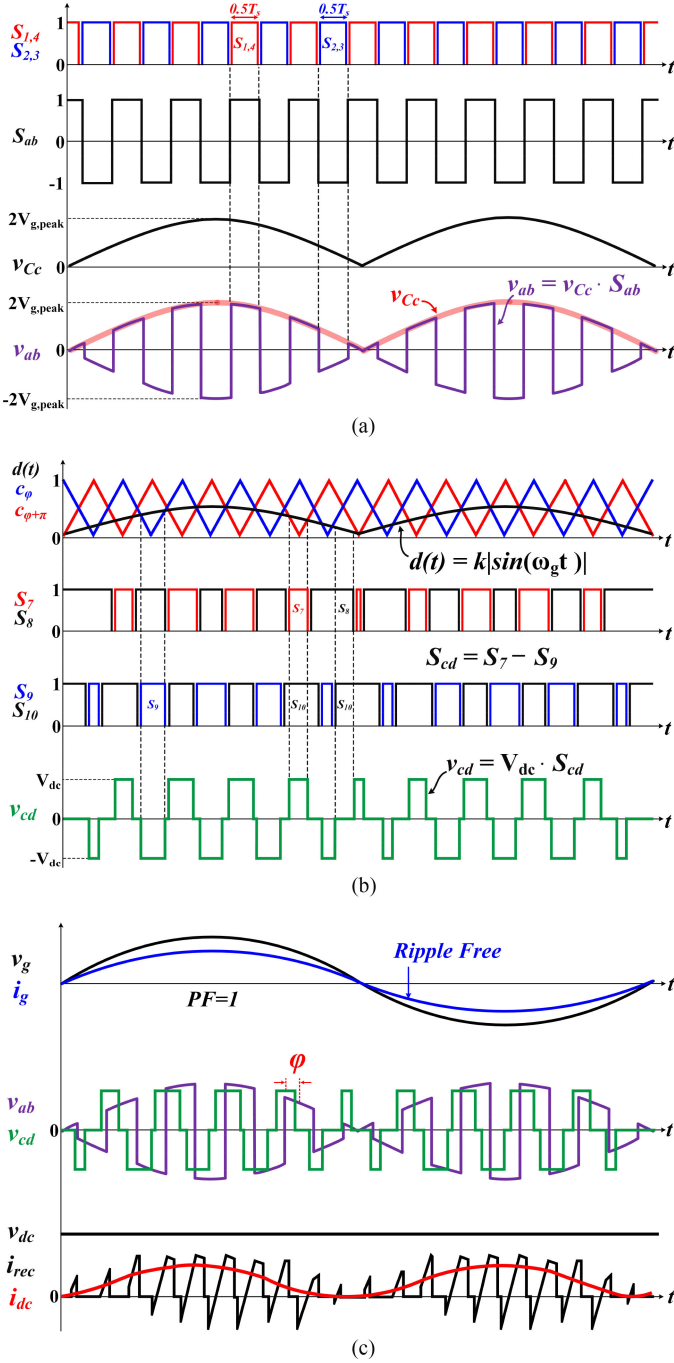 0.5Tₛ 0.5Tₛ
1
S₁,₄
S₂,₃
S₁,₄ S₂,₃
0 t
1
Sab 0 t
-1
2Vg,peak
vCc
0 t
2Vg,peak
vCc vab = vCc · Sab
vab 0 t
-2Vg,peak
(a)
d(t) 1
cφ
cφ+π
0 t
d(t) = k|sin(ωgt )|
1
S₇
S₈
S₇ S₈
0 t
Scd = S₇ − S₉
1
S₉
S₁₀
S₉ S₁₀ S₁₀
0 t
vcd = Vdc · Scd
Vdc
vcd 0 t
-Vdc
(b)
vg
ig
Ripple Free
PF=1
t
φ
vab
vcd
0 t
vdc
irec
idc 0 t
(c)